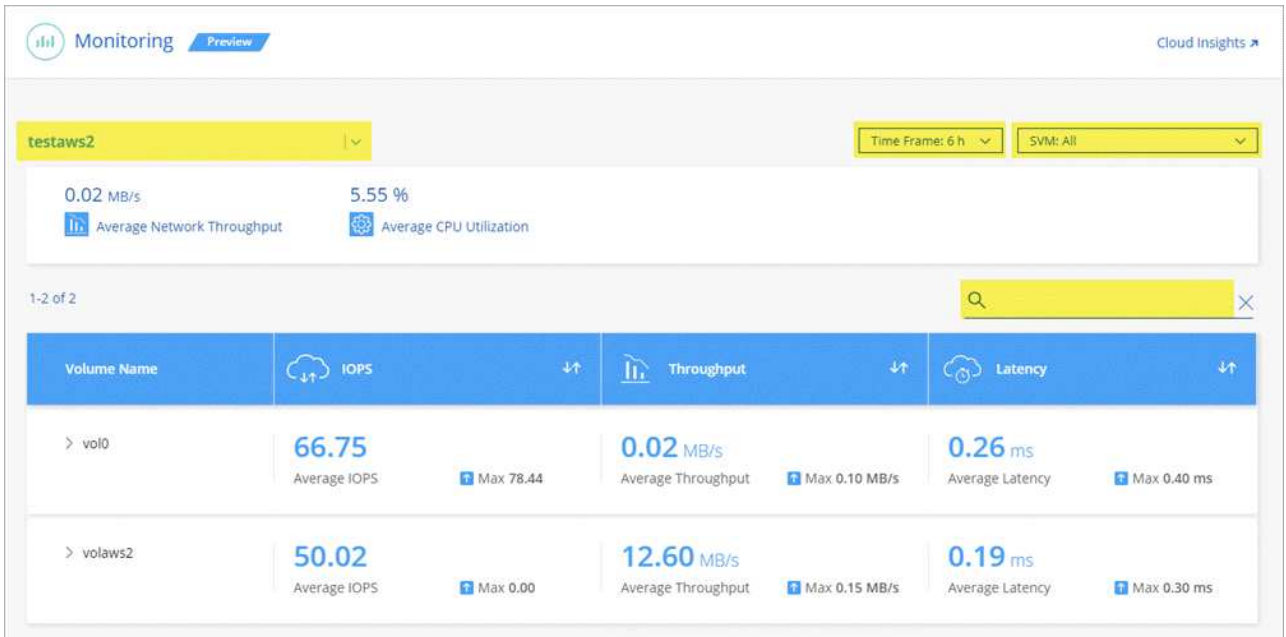 Monitoring Preview Cloud Insights
testaws2 Time Frame: 6 h SVM: All
0.02 MB/s 5.55 %
Average Network Throughput Average CPU Utilization
1-2 of 2
Volume Name IOPS Throughput Latency
vol0 66.75 0.02 MB/s 0.26 ms
Average IOPS Max 78.44 Average Throughput Max 0.10 MB/s Average Latency Max 0.40 ms
volaws2 50.02 12.60 MB/s 0.19 ms
Average IOPS Max 0.00 Average Throughput Max 0.15 MB/s Average Latency Max 0.30 ms